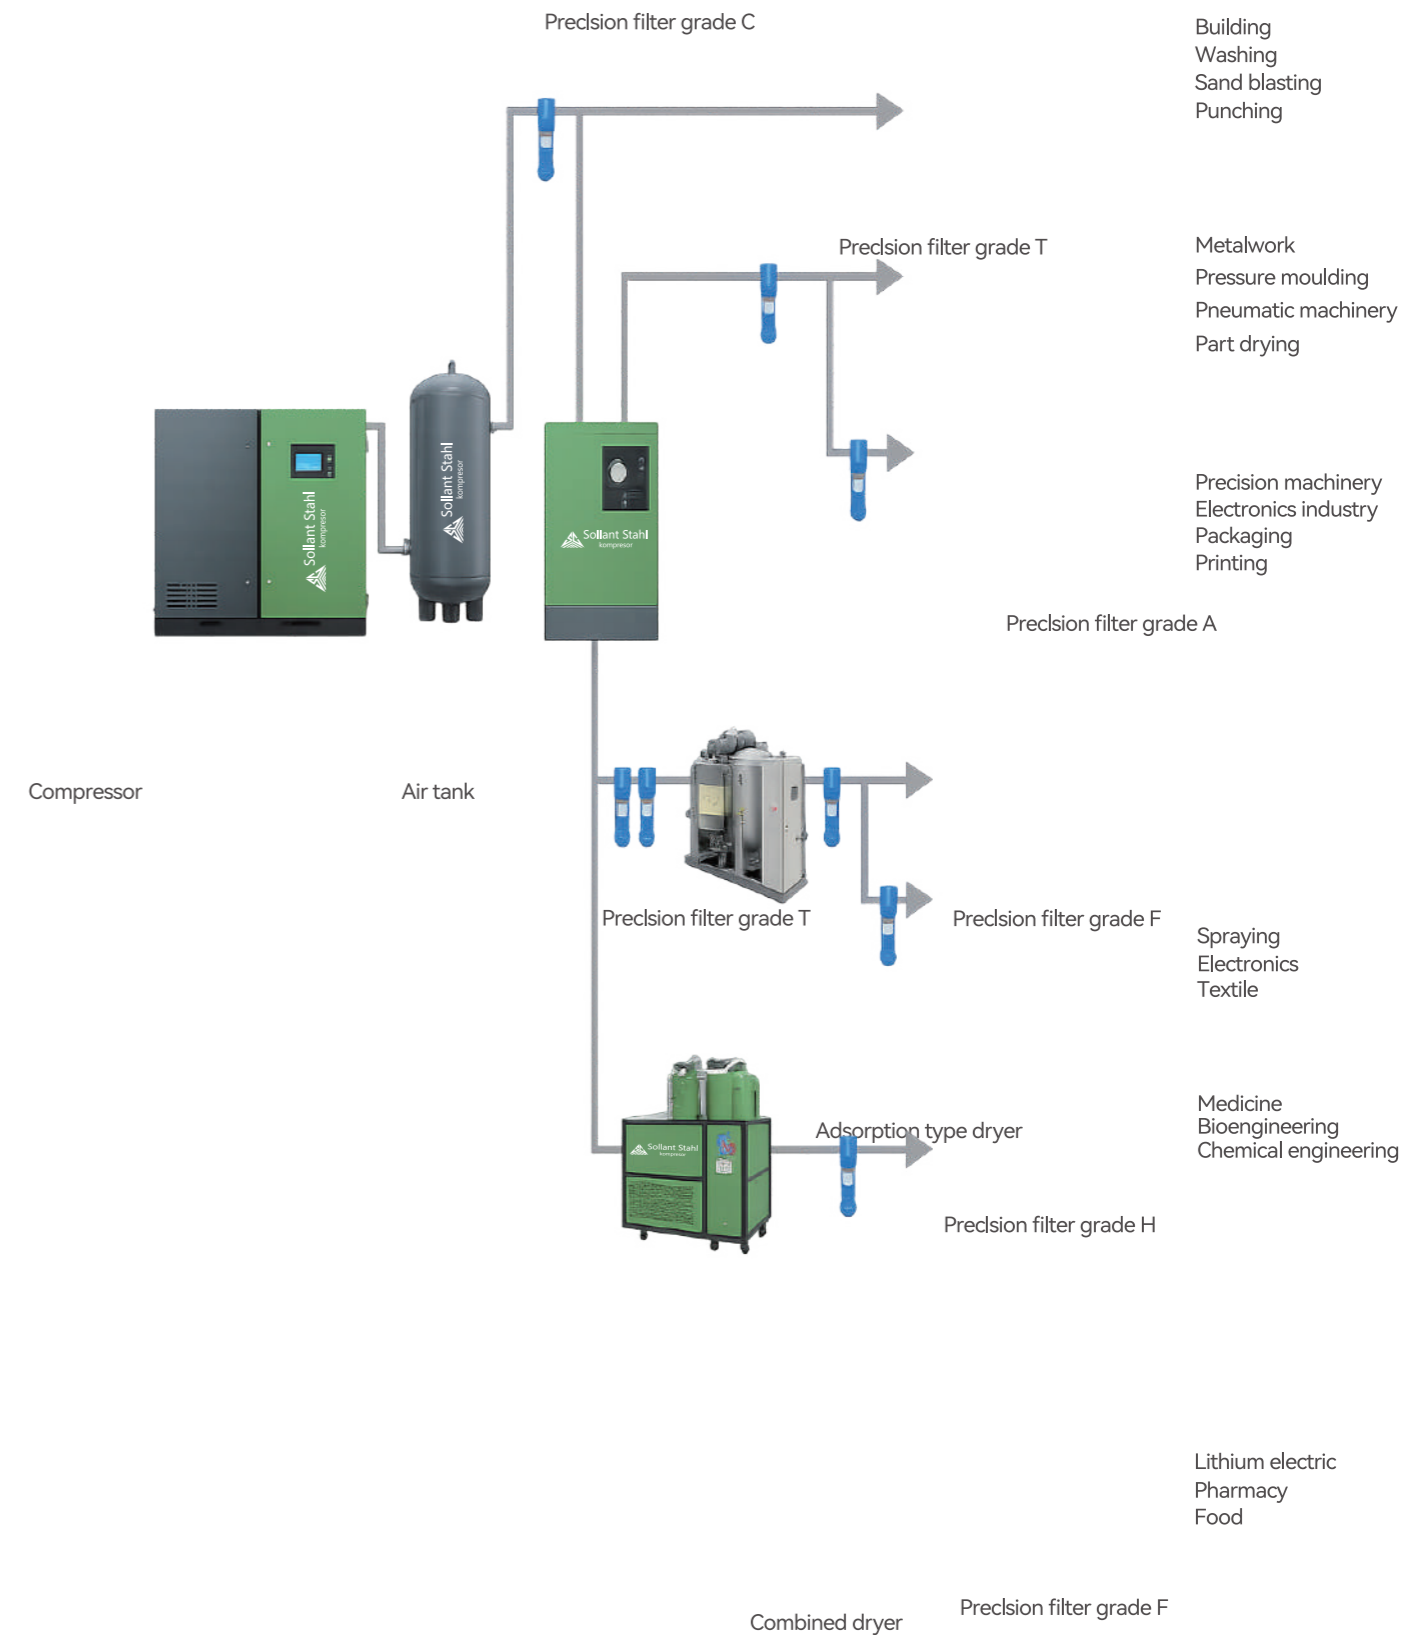 Preclsion filter grade C
Building
Washing
Sand blasting
Punching
Preclsion filter grade T
Metalwork
Pressure moulding
Pneumatic machinery
Part drying
Sollant Stahl
kompresor
Sollant Stahl
kompresor
Sollant Stahl
kompresor
Precision machinery
Electronics industry
Packaging
Printing
Preclsion filter grade A
Compressor
Air tank
Preclsion filter grade T
Preclsion filter grade F
Spraying
Electronics
Textile
Medicine
Bioengineering
Chemical engineering
Adsorption type dryer
Sollant Stahl
kompresor
Preclsion filter grade H
Lithium electric
Pharmacy
Food
Combined dryer
Preclsion filter grade F